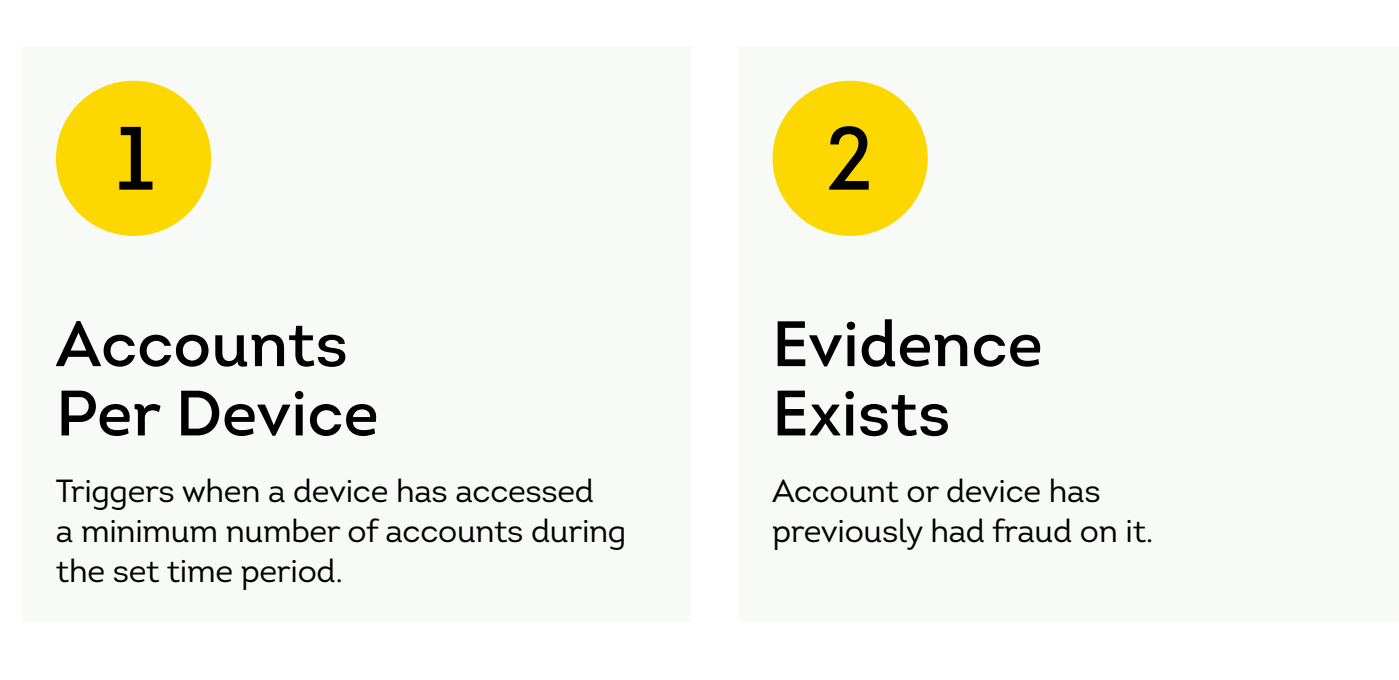 1
Accounts
Per Device
Triggers when a device has accessed
a minimum number of accounts during
the set time period.
2
Evidence
Exists
Account or device has
previously had fraud on it.